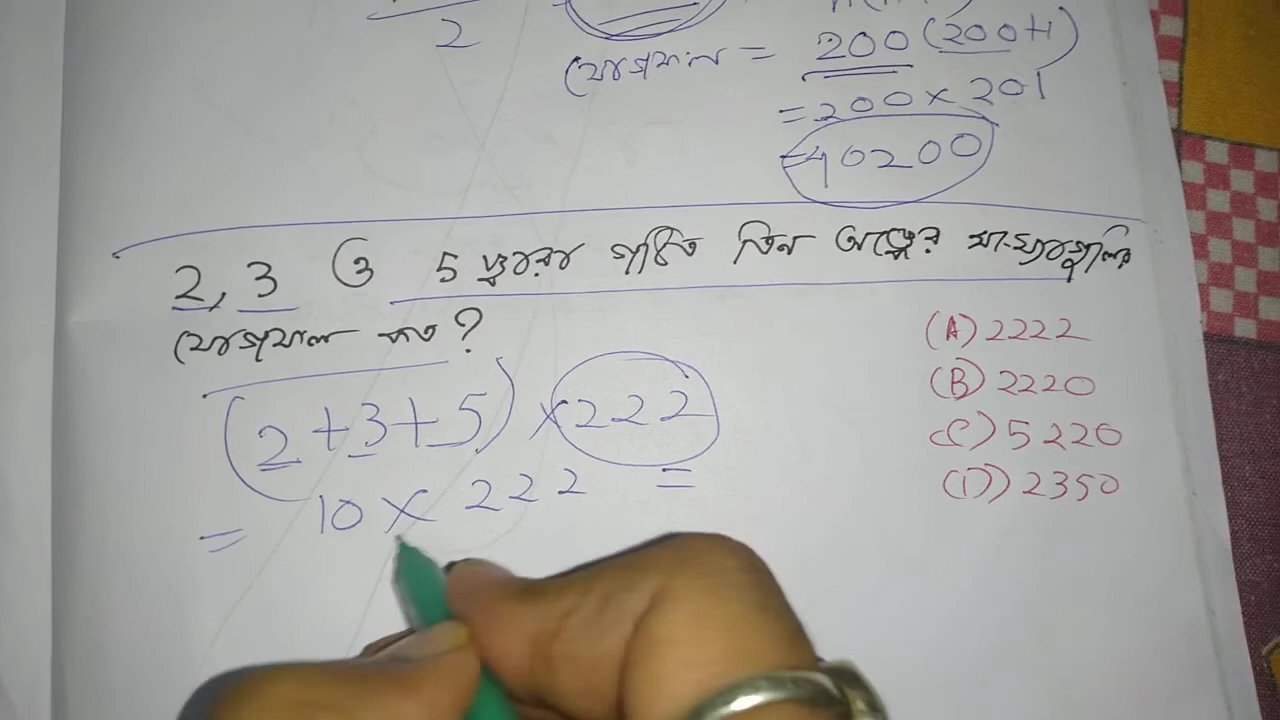 2
যোগফল = 200 (200+1
= 200 × 201
= 40200
2, 3 ও 5 দ্বারা গঠিত তিন অঙ্কের সংখ্যাগুলির
যোগফল কত ?
(A) 2222
(B) 2220
(C) 5220
(D) 2350
(2+3+5) × 222
= 10 × 222 =